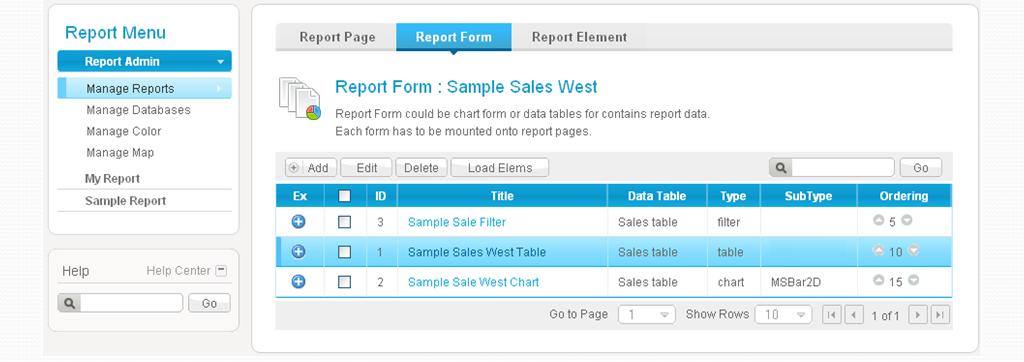 Report Menu
Report Admin
Manage Reports
Manage Databases
Manage Color
Manage Map
My Report
Sample Report
Help
Help Center
Go
Report Page
Report Form
Report Element
Report Form : Sample Sales West
Report Form could be chart form or data tables for contains report data.
Each form has to be mounted onto report pages.
Add Edit Delete Load Elems Go
Ex ID Title Data Table Type SubType Ordering
3 Sample Sale Filter Sales table filter 5
1 Sample Sales West Table Sales table table 10
2 Sample Sale West Chart Sales table chart MSBar2D 15
Go to Page 1 Show Rows 10 1 of 1